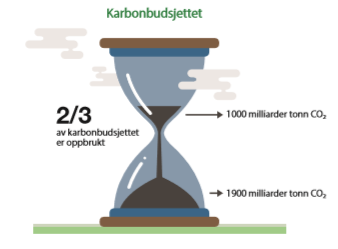 Karbonbudsjettet
2/3
av karbonbudsjettet
er oppbrukt
1000 milliarder tonn CO₂
1900 milliarder tonn CO₂